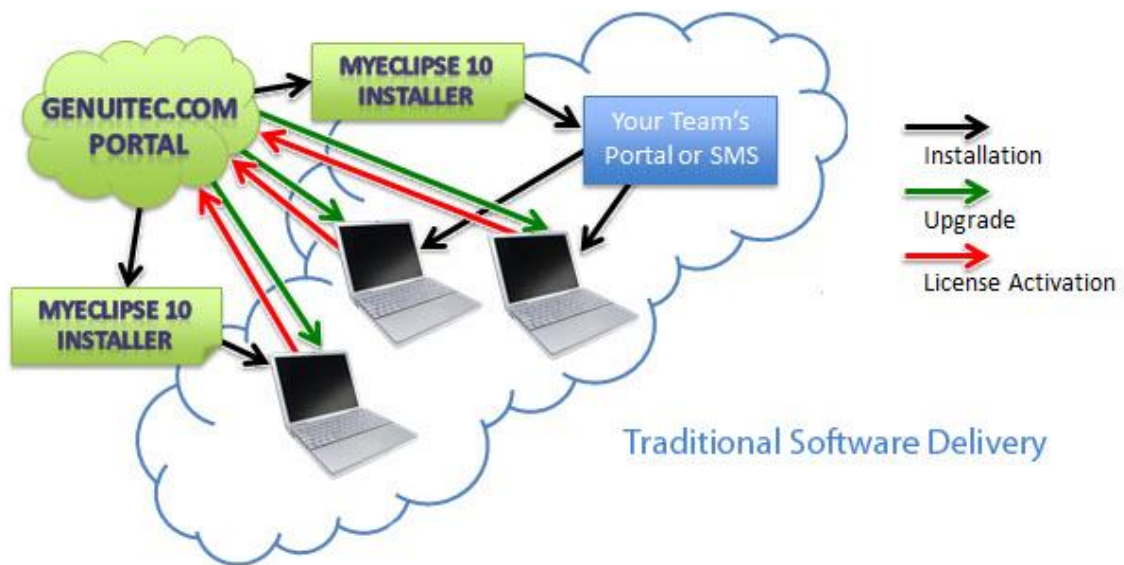 GENUITEC.COM
PORTAL
MYECLIPSE 10
INSTALLER
Your Team's
Portal or SMS
Installation
Upgrade
License Activation
MYECLIPSE 10
INSTALLER
Traditional Software Delivery